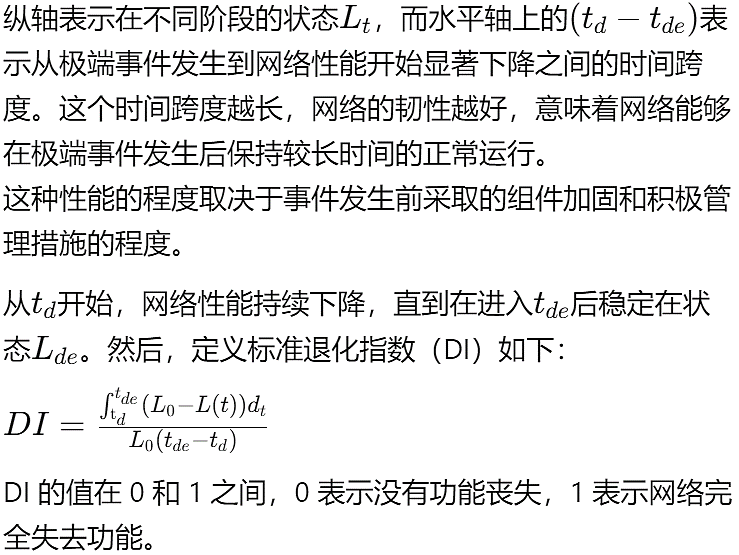 纵轴表示在不同阶段的状态$L_t$，而水平轴上的$(t_d - t_{de})$表
示从极端事件发生到网络性能开始显著下降之间的时间跨
度。这个时间跨度越长，网络的韧性越好，意味着网络能够
在极端事件发生后保持较长时间的正常运行。
这种性能的程度取决于事件发生前采取的组件加固和积极管
理措施的程度。
从$t_d$开始，网络性能持续下降，直到在进入$t_{de}$后稳定在状
态$L_{de}$。然后，定义标准退化指数（DI）如下：
$DI = \frac{\int_{t_d}^{t_{de}} (L_0 - L(t)) d_t}{L_0 (t_{de} - t_d)}$
DI 的值在 0 和 1 之间，0 表示没有功能丧失，1 表示网络完
全失去功能。